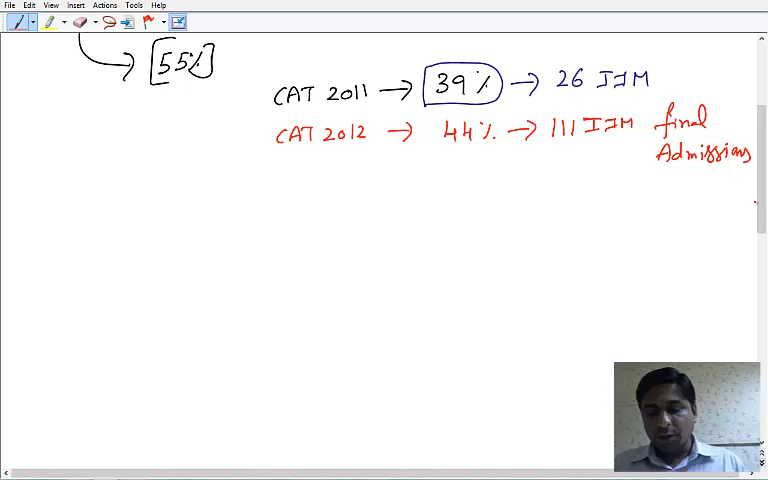 File Edit View Insert Actions Tools Help
[55%]
CAT 2011 → 39% → 26 IIM
CAT 2012 → 44% → 111 IIM final Admissions